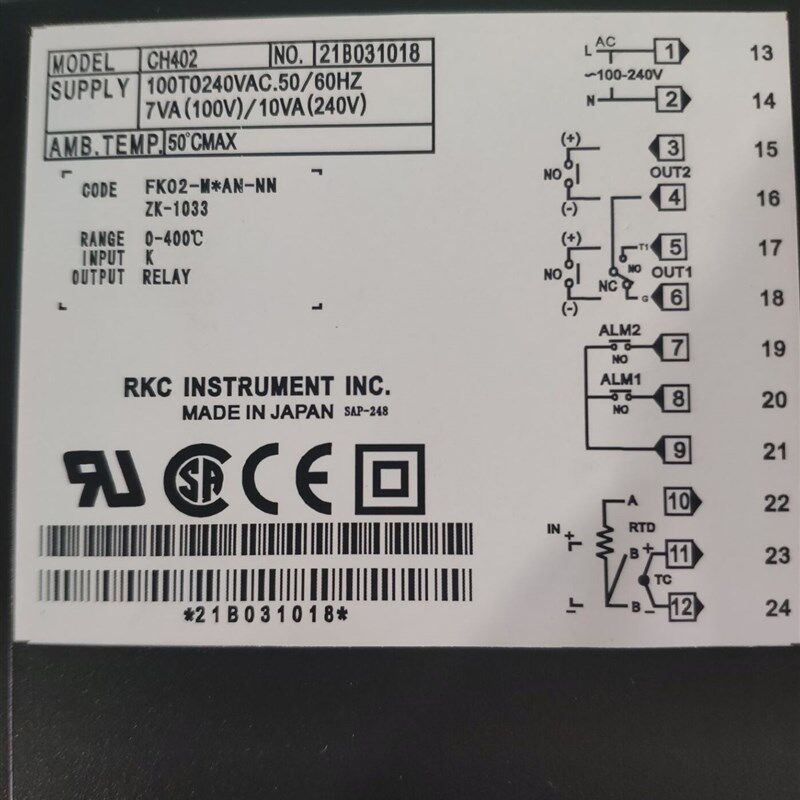 MODEL CH402 NO. 21B031018
SUPPLY 100TO240VAC.50/60HZ
7VA(100V)/10VA(240V)
AMB.TEMP. 50°CMAX
CODE FK02-M*AN-NN
ZK-1033
RANGE 0-400℃
INPUT K
OUTPUT RELAY
RKC INSTRUMENT INC.
MADE IN JAPAN SAP-248
SA CE
*21B031018*
L AC 1 13
~100-240V
N 2 14
(+) 3 15
NO OUT2
(-) 4 16
(+) T1 5 17
NO NO OUT1
NC
(-) G 6 18
ALM2
NO 7 19
ALM1
NO 8 20
9 21
A 10 22
IN + RTD
B + 11 23
TC
- B - 12 24